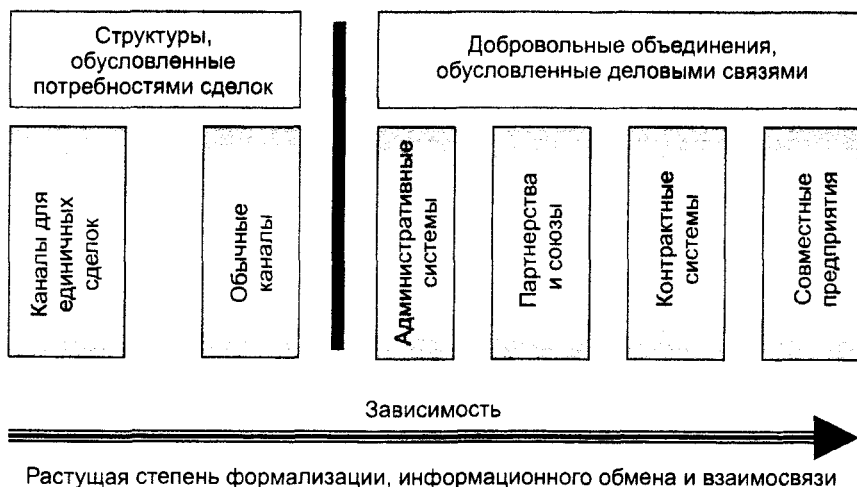 Структуры,
обусловленные
потребностями сделок
Добровольные объединения,
обусловленные деловыми связями
Каналы для
единичных
сделок
Обычные
каналы
Административные
системы
Партнерства
и союзы
Контрактные
системы
Совместные
предприятия
Зависимость
Растущая степень формализации, информационного обмена и взаимосвязи